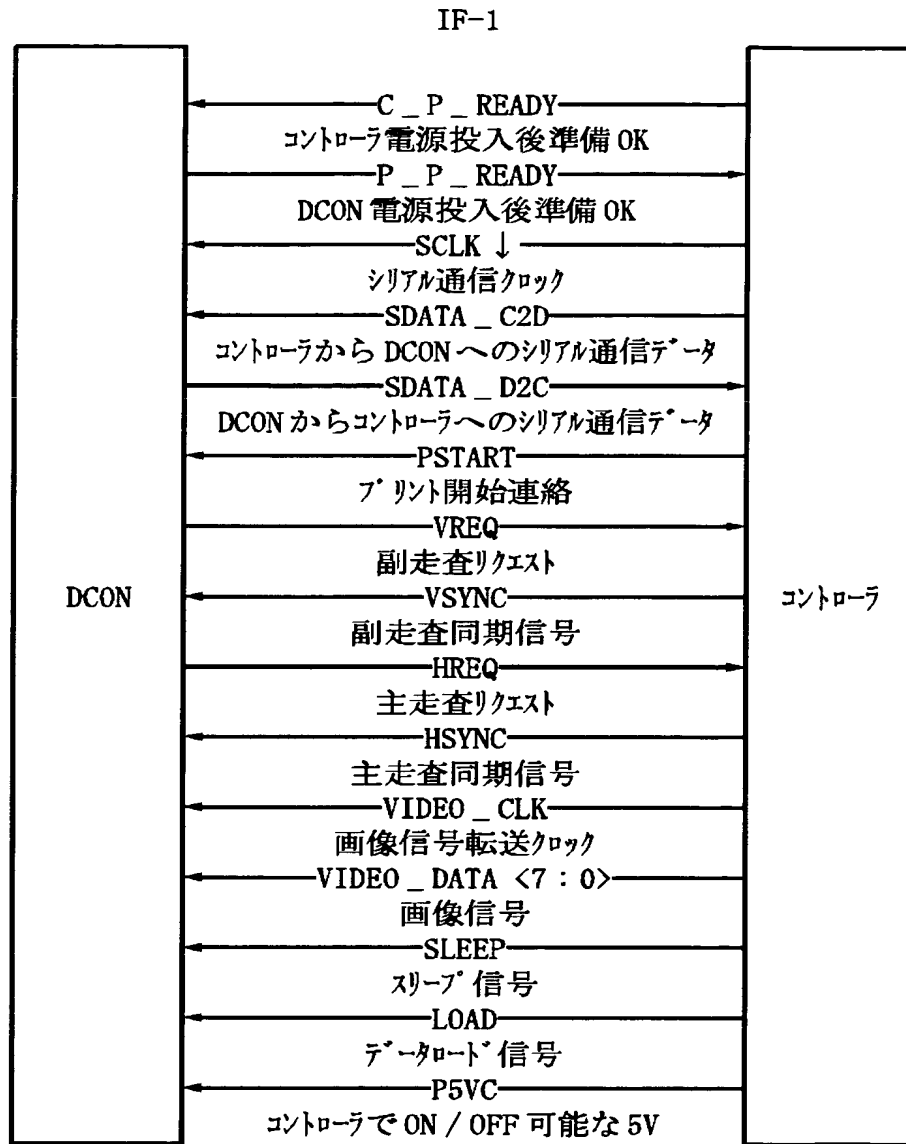 IF-1
C_P_READY
コントローラ電源投入後準備OK
P_P_READY
DCON電源投入後準備OK
SCLK ↓
シリアル通信クロック
SDATA_C2D
コントローラからDCONへのシリアル通信データ
SDATA_D2C
DCONからコントローラへのシリアル通信データ
PSTART
プリント開始連絡
VREQ
副走査リクエスト
DCON
VSYNC
コントローラ
副走査同期信号
HREQ
主走査リクエスト
HSYNC
主走査同期信号
VIDEO_CLK
画像信号転送クロック
VIDEO_DATA <7:0>
画像信号
SLEEP
スリープ信号
LOAD
データロード信号
P5VC
コントローラでON/OFF可能な5V